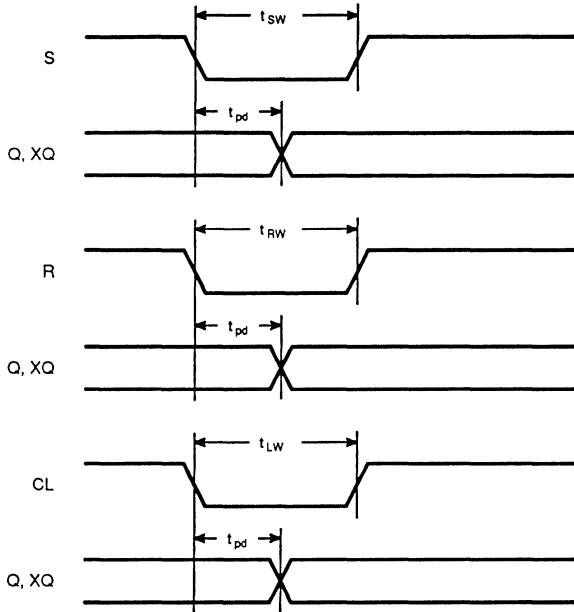 t_SW
S
t_pd
Q, XQ
t_RW
R
t_pd
Q, XQ
t_LW
CL
t_pd
Q, XQ